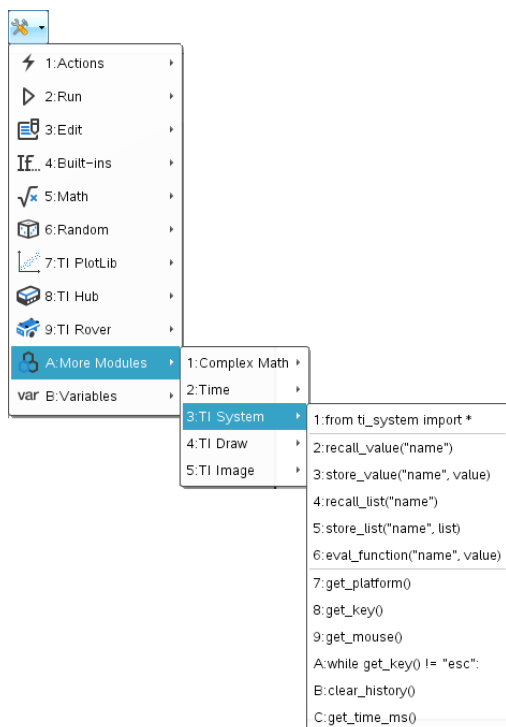 1:Actions
2:Run
3:Edit
If... 4:Built-ins
√x 5:Math
6:Random
7:TI PlotLib
8:TI Hub
9:TI Rover
A:More Modules
var B:Variables
1:Complex Math
2:Time
3:TI System
4:TI Draw
5:TI Image
1:from ti_system import *
2:recall_value("name")
3:store_value("name", value)
4:recall_list("name")
5:store_list("name", list)
6:eval_function("name", value)
7:get_platform()
8:get_key()
9:get_mouse()
A:while get_key() != "esc":
B:clear_history()
C:get_time_ms()